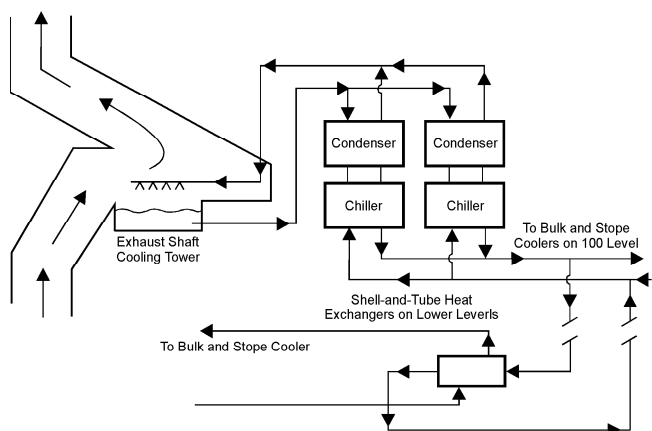 Condenser
Condenser
Chiller
Chiller
Exhaust Shaft
Cooling Tower
To Bulk and Stope
Coolers on 100 Level
Shell-and-Tube Heat
Exchangers on Lower Leverls
To Bulk and Stope Cooler